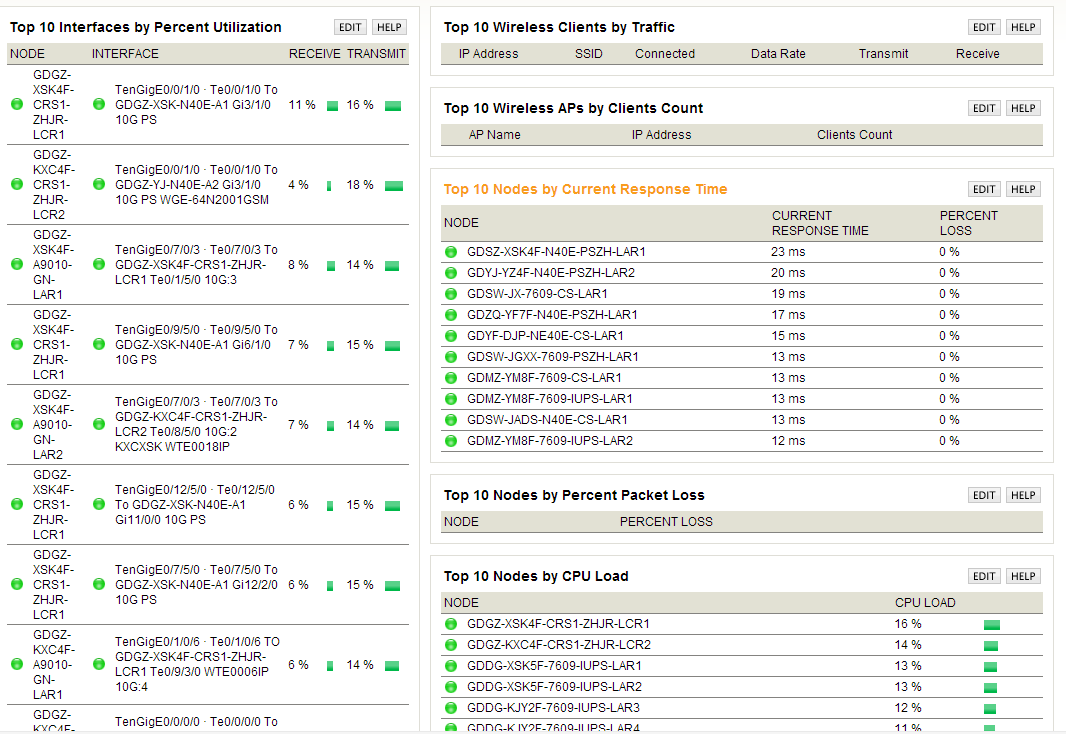 Top 10 Interfaces by Percent Utilization
EDIT HELP
NODE INTERFACE RECEIVE TRANSMIT
GDGZ-
XSK4F-
CRS1-
ZHJR-
LCR1
TenGigE0/0/1/0 · Te0/0/1/0 To
GDGZ-XSK-N40E-A1 Gi3/1/0
10G PS
11 % 16 %
GDGZ-
KXC4F-
CRS1-
ZHJR-
LCR2
TenGigE0/0/1/0 · Te0/0/1/0 To
GDGZ-YJ-N40E-A2 Gi3/1/0
10G PS WGE-64N2001GSM
4 % 18 %
GDGZ-
XSK4F-
A9010-
GN-
LAR1
TenGigE0/7/0/3 · Te0/7/0/3 To
GDGZ-XSK4F-CRS1-ZHJR-
LCR1 Te0/1/5/0 10G:3
8 % 14 %
GDGZ-
XSK4F-
CRS1-
ZHJR-
LCR1
TenGigE0/9/5/0 · Te0/9/5/0 To
GDGZ-XSK-N40E-A1 Gi6/1/0
10G PS
7 % 15 %
GDGZ-
XSK4F-
A9010-
GN-
LAR2
TenGigE0/7/0/3 · Te0/7/0/3 To
GDGZ-KXC4F-CRS1-ZHJR-
LCR2 Te0/8/5/0 10G:2
KXCXSK WTE0018IP
7 % 14 %
GDGZ-
XSK4F-
CRS1-
ZHJR-
LCR1
TenGigE0/12/5/0 · Te0/12/5/0
To GDGZ-XSK-N40E-A1
Gi11/0/0 10G PS
6 % 15 %
GDGZ-
XSK4F-
CRS1-
ZHJR-
LCR1
TenGigE0/7/5/0 · Te0/7/5/0 To
GDGZ-XSK-N40E-A1 Gi12/2/0
10G PS
6 % 15 %
GDGZ-
KXC4F-
A9010-
GN-
LAR1
TenGigE0/1/0/6 · Te0/1/0/6 TO
GDGZ-XSK4F-CRS1-ZHJR-
LCR1 Te0/9/3/0 WTE0006IP
10G:4
6 % 14 %
GDGZ-
KXC4F-
TenGigE0/0/0/0 · Te0/0/0/0 To
Top 10 Wireless Clients by Traffic
EDIT HELP
IP Address SSID Connected Data Rate Transmit Receive
Top 10 Wireless APs by Clients Count
EDIT HELP
AP Name IP Address Clients Count
Top 10 Nodes by Current Response Time
EDIT HELP
NODE CURRENT RESPONSE TIME PERCENT LOSS
GDSZ-XSK4F-N40E-PSZH-LAR1 23 ms 0 %
GDYJ-YZ4F-N40E-PSZH-LAR2 20 ms 0 %
GDSW-JX-7609-CS-LAR1 19 ms 0 %
GDZQ-YF7F-N40E-PSZH-LAR1 17 ms 0 %
GDYF-DJP-NE40E-CS-LAR1 15 ms 0 %
GDSW-JGXX-7609-PSZH-LAR1 13 ms 0 %
GDMZ-YM8F-7609-CS-LAR1 13 ms 0 %
GDMZ-YM8F-7609-IUPS-LAR1 13 ms 0 %
GDSW-JADS-N40E-CS-LAR1 13 ms 0 %
GDMZ-YM8F-7609-IUPS-LAR2 12 ms 0 %
Top 10 Nodes by Percent Packet Loss
EDIT HELP
NODE PERCENT LOSS
Top 10 Nodes by CPU Load
EDIT HELP
NODE CPU LOAD
GDGZ-XSK4F-CRS1-ZHJR-LCR1 16 %
GDGZ-KXC4F-CRS1-ZHJR-LCR2 14 %
GDDG-XSK5F-7609-IUPS-LAR1 13 %
GDDG-XSK5F-7609-IUPS-LAR2 13 %
GDDG-KJY2F-7609-IUPS-LAR3 12 %
GDDG-KJY2F-7609-IUPS-LAR4 11 %